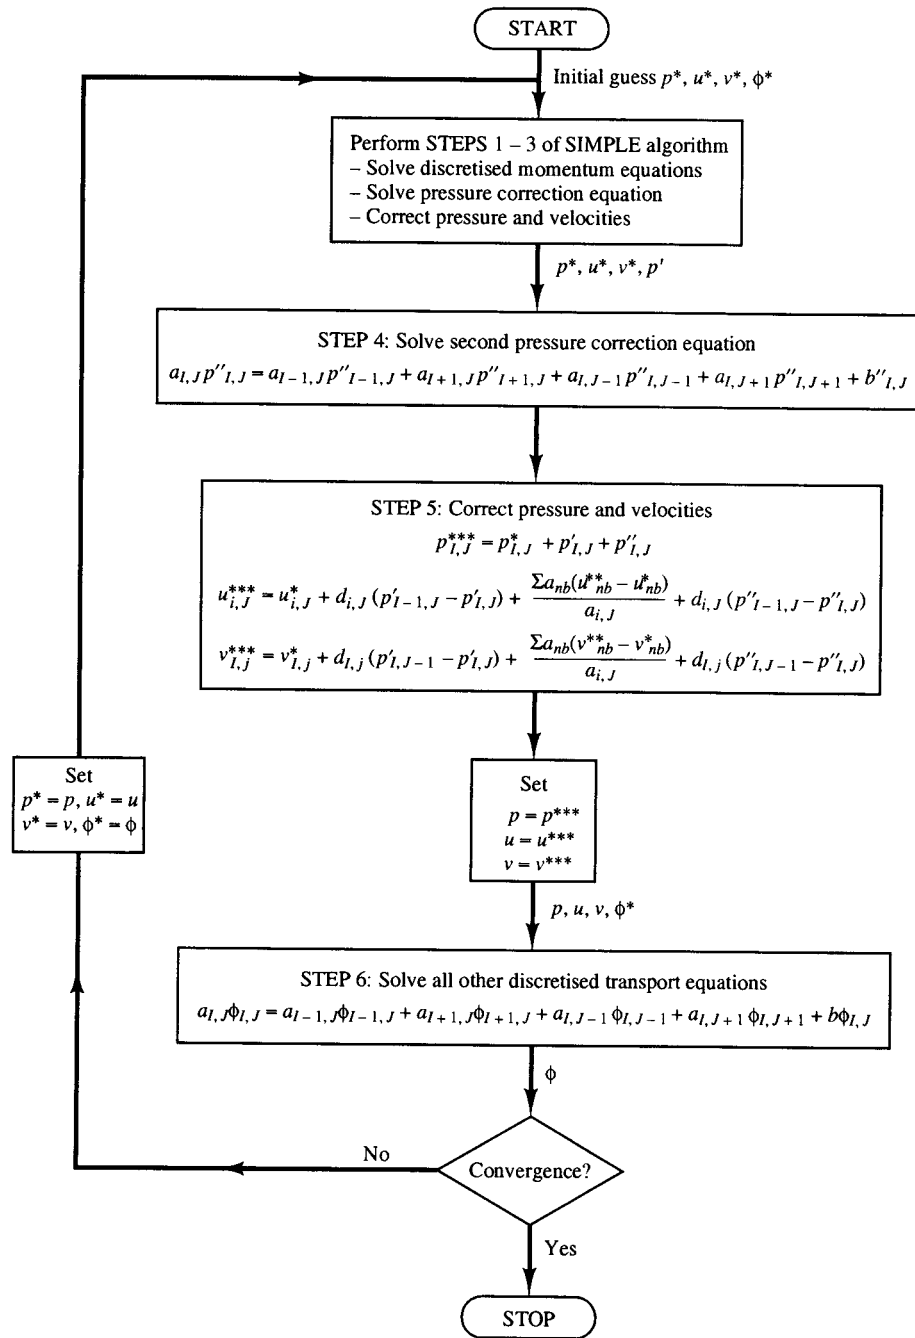 START
Initial guess p*, u*, v*, ϕ*
Perform STEPS 1 – 3 of SIMPLE algorithm
– Solve discretised momentum equations
– Solve pressure correction equation
– Correct pressure and velocities
p*, u*, v*, p'
STEP 4: Solve second pressure correction equation
a_{I,J} p''_{I,J} = a_{I–1,J} p''_{I–1,J} + a_{I+1,J} p''_{I+1,J} + a_{I,J–1} p''_{I,J–1} + a_{I,J+1} p''_{I,J+1} + b''_{I,J}
STEP 5: Correct pressure and velocities
p***_{I,J} = p*_{I,J} + p'_{I,J} + p''_{I,J}
u***_{i,J} = u*_{i,J} + d_{i,J} (p'_{I–1,J} – p'_{I,J}) + Σa_{nb}(u**_{nb} – u*_{nb}) / a_{i,J} + d_{i,J} (p''_{I–1,J} – p''_{I,J})
v***_{I,j} = v*_{I,j} + d_{I,j} (p'_{I,J–1} – p'_{I,J}) + Σa_{nb}(v**_{nb} – v*_{nb}) / a_{i,J} + d_{I,j} (p''_{I,J–1} – p''_{I,J})
Set
p* = p, u* = u
v* = v, ϕ* = ϕ
Set
p = p***
u = u***
v = v***
p, u, v, ϕ*
STEP 6: Solve all other discretised transport equations
a_{I,J} ϕ_{I,J} = a_{I–1,J} ϕ_{I–1,J} + a_{I+1,J} ϕ_{I+1,J} + a_{I,J–1} ϕ_{I,J–1} + a_{I,J+1} ϕ_{I,J+1} + bϕ_{I,J}
ϕ
No
Convergence?
Yes
STOP